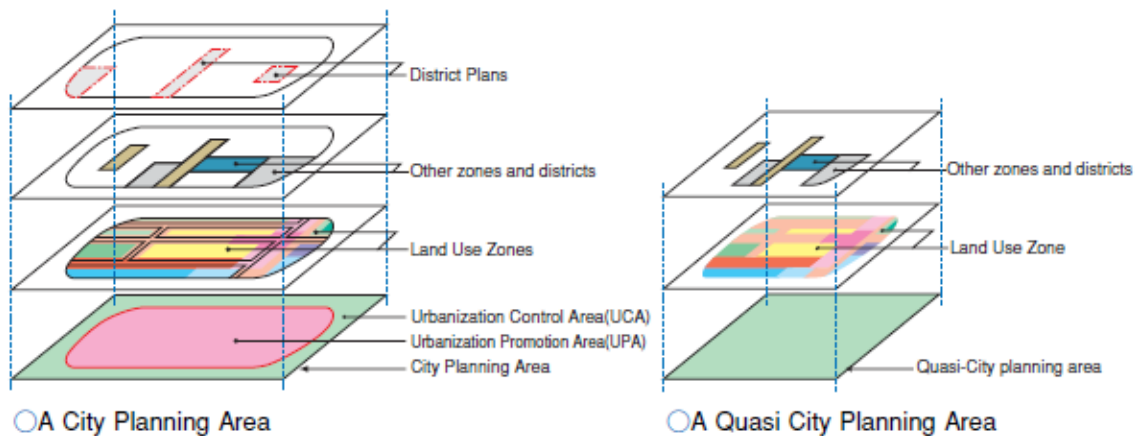 District Plans
Other zones and districts
Land Use Zones
Urbanization Control Area(UCA)
Urbanization Promotion Area(UPA)
City Planning Area
○A City Planning Area
Other zones and districts
Land Use Zone
Quasi-City planning area
○A Quasi City Planning Area